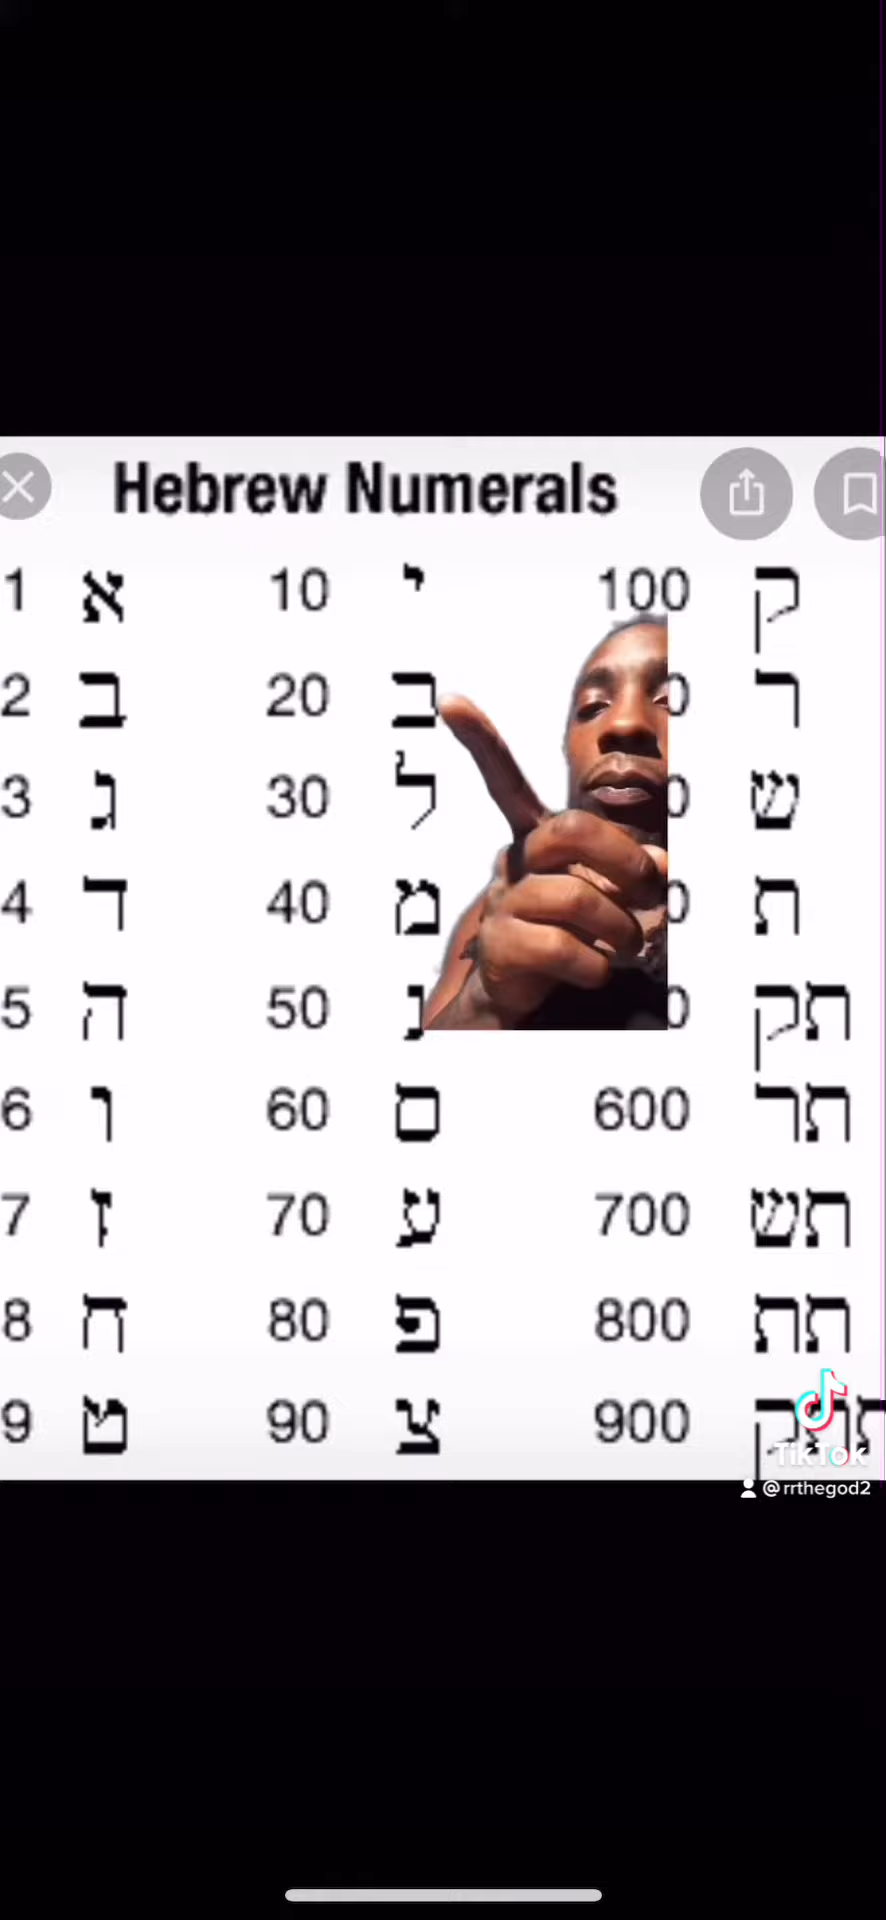 Hebrew Numerals
1 א 10 י 100 ק
2 ב 20 כ ר
3 ג 30 ל ש
4 ד 40 מ ת
5 ה 50 נ תק
6 ו 60 ס 600 תר
7 ז 70 ע 700 תש
8 ח 80 פ 800 תת
9 ט 90 צ 900
TikTok
@rrthegod2